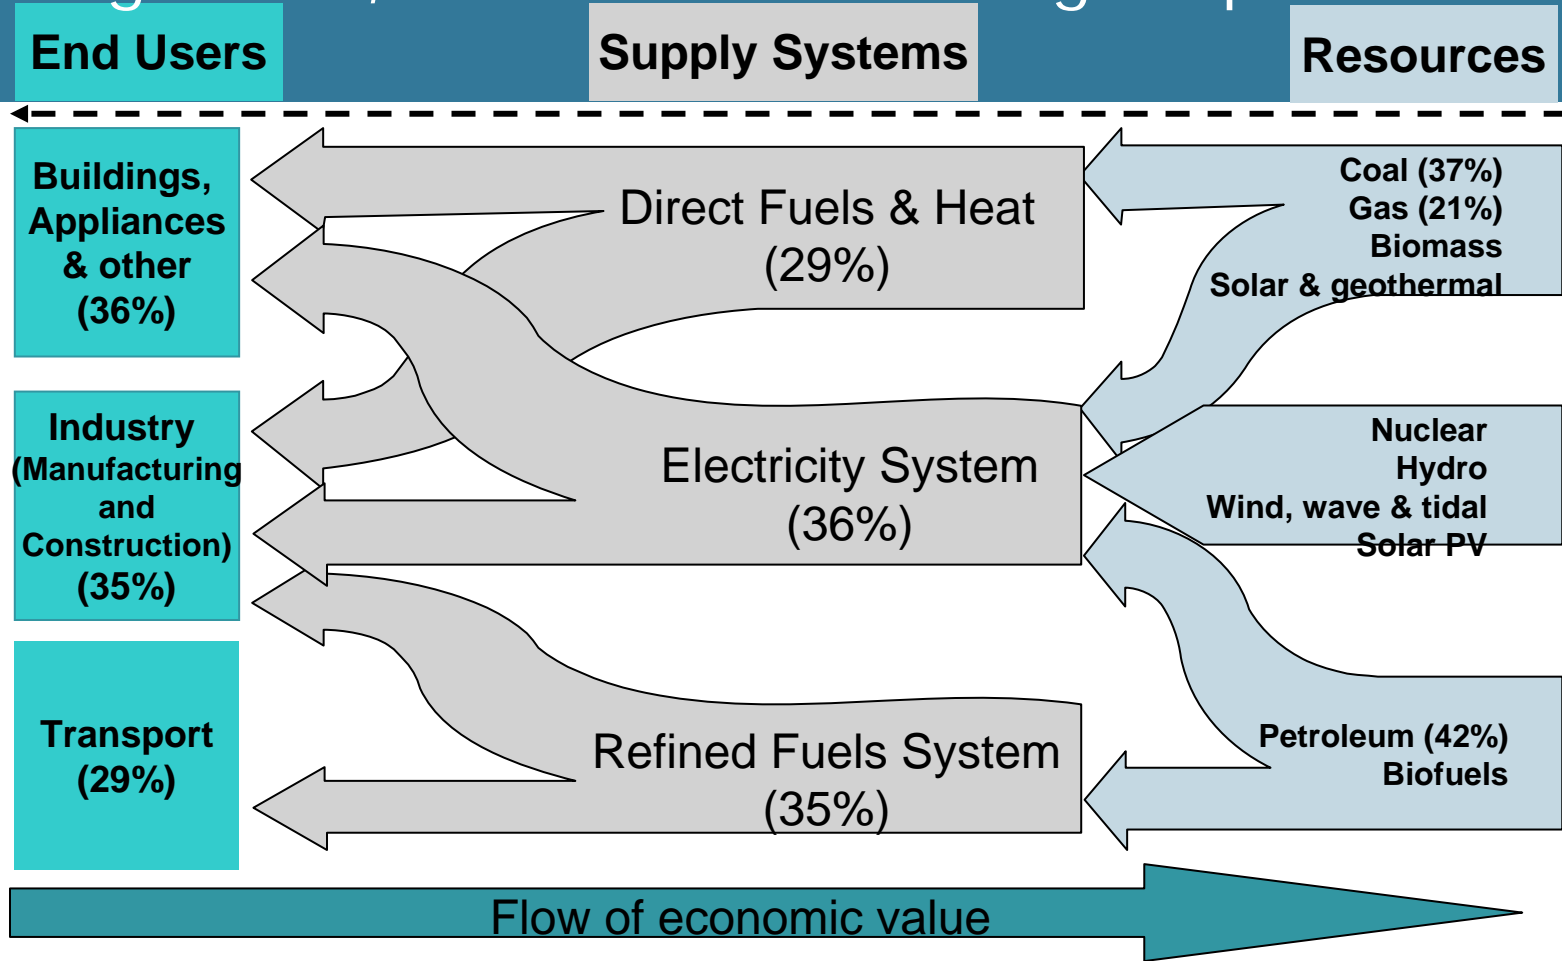 End Users
Supply Systems
Resources
Buildings,
Appliances
& other
(36%)
Direct Fuels & Heat
(29%)
Coal (37%)
Gas (21%)
Biomass
Solar & geothermal
Industry
(Manufacturing
and
Construction)
(35%)
Electricity System
(36%)
Nuclear
Hydro
Wind, wave & tidal
Solar PV
Transport
(29%)
Refined Fuels System
(35%)
Petroleum (42%)
Biofuels
Flow of economic value